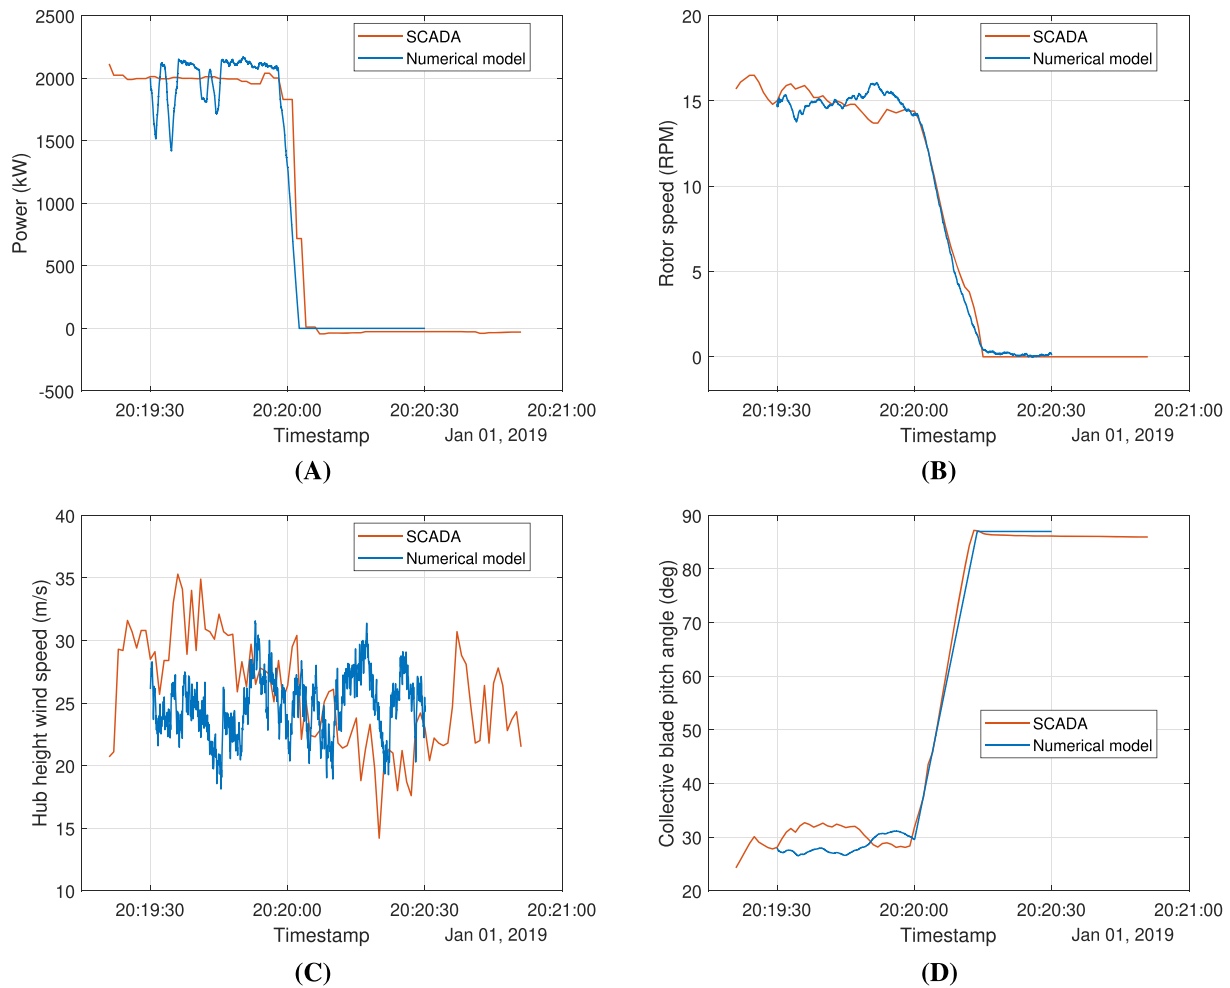 2500
2000
1500
1000
500
0
-500
Power (kW)
SCADA
Numerical model
20:19:30 20:20:00 20:20:30 20:21:00
Timestamp Jan 01, 2019
(A)
20
15
10
5
0
Rotor speed (RPM)
SCADA
Numerical model
20:19:30 20:20:00 20:20:30 20:21:00
Timestamp Jan 01, 2019
(B)
40
35
30
25
20
15
10
Hub height wind speed (m/s)
SCADA
Numerical model
20:19:30 20:20:00 20:20:30 20:21:00
Timestamp Jan 01, 2019
(C)
90
80
70
60
50
40
30
20
Collective blade pitch angle (deg)
SCADA
Numerical model
20:19:30 20:20:00 20:20:30 20:21:00
Timestamp Jan 01, 2019
(D)